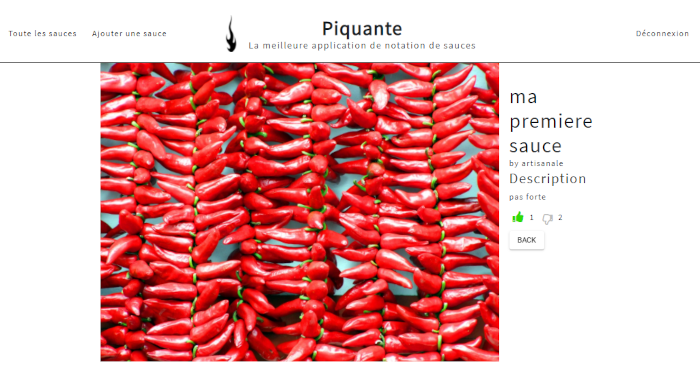 Toute les sauces
Ajouter une sauce
Piquante
La meilleure application de notation de sauces
Déconnexion
ma
premiere
sauce
by artisanale
Description
pas forte
1
2
BACK